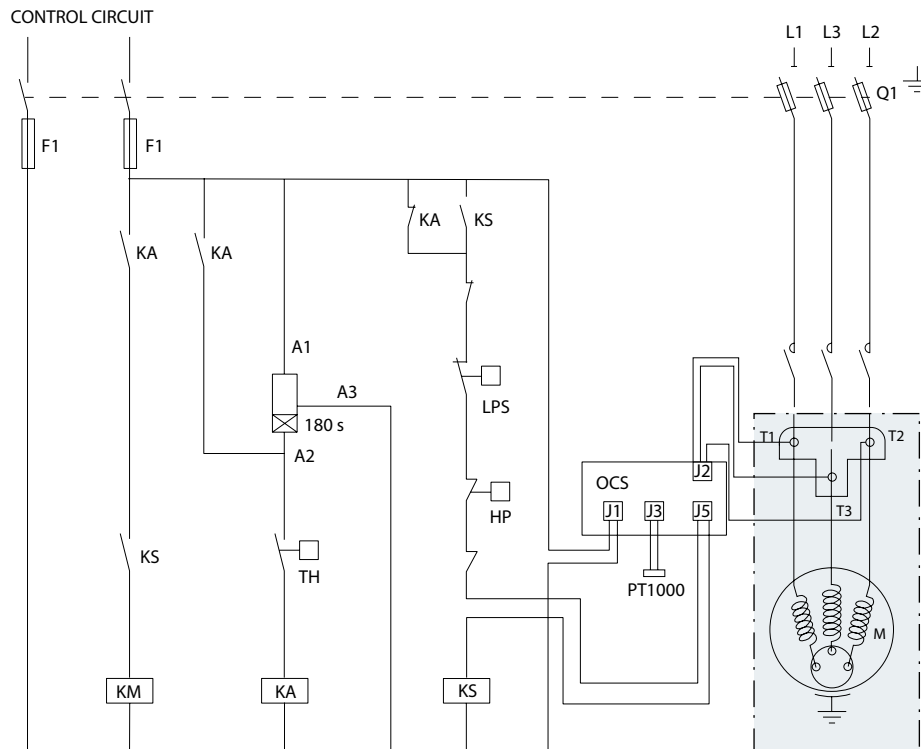 CONTROL CIRCUIT
L1 L3 L2
Q1
F1 F1
KA KS
KA KA
A1
A3
LPS
180 s
T1 T2
A2
J2
OCS
HP
J1 J3 J5
T3
KS
TH
PT1000
M
KM KA KS